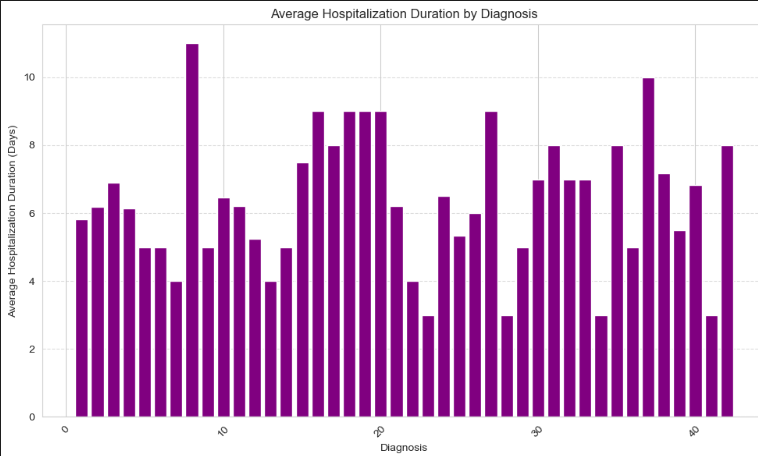 Average Hospitalization Duration by Diagnosis
Average Hospitalization Duration (Days)
10
8
6
4
2
0
0 10 20 30 40
Diagnosis